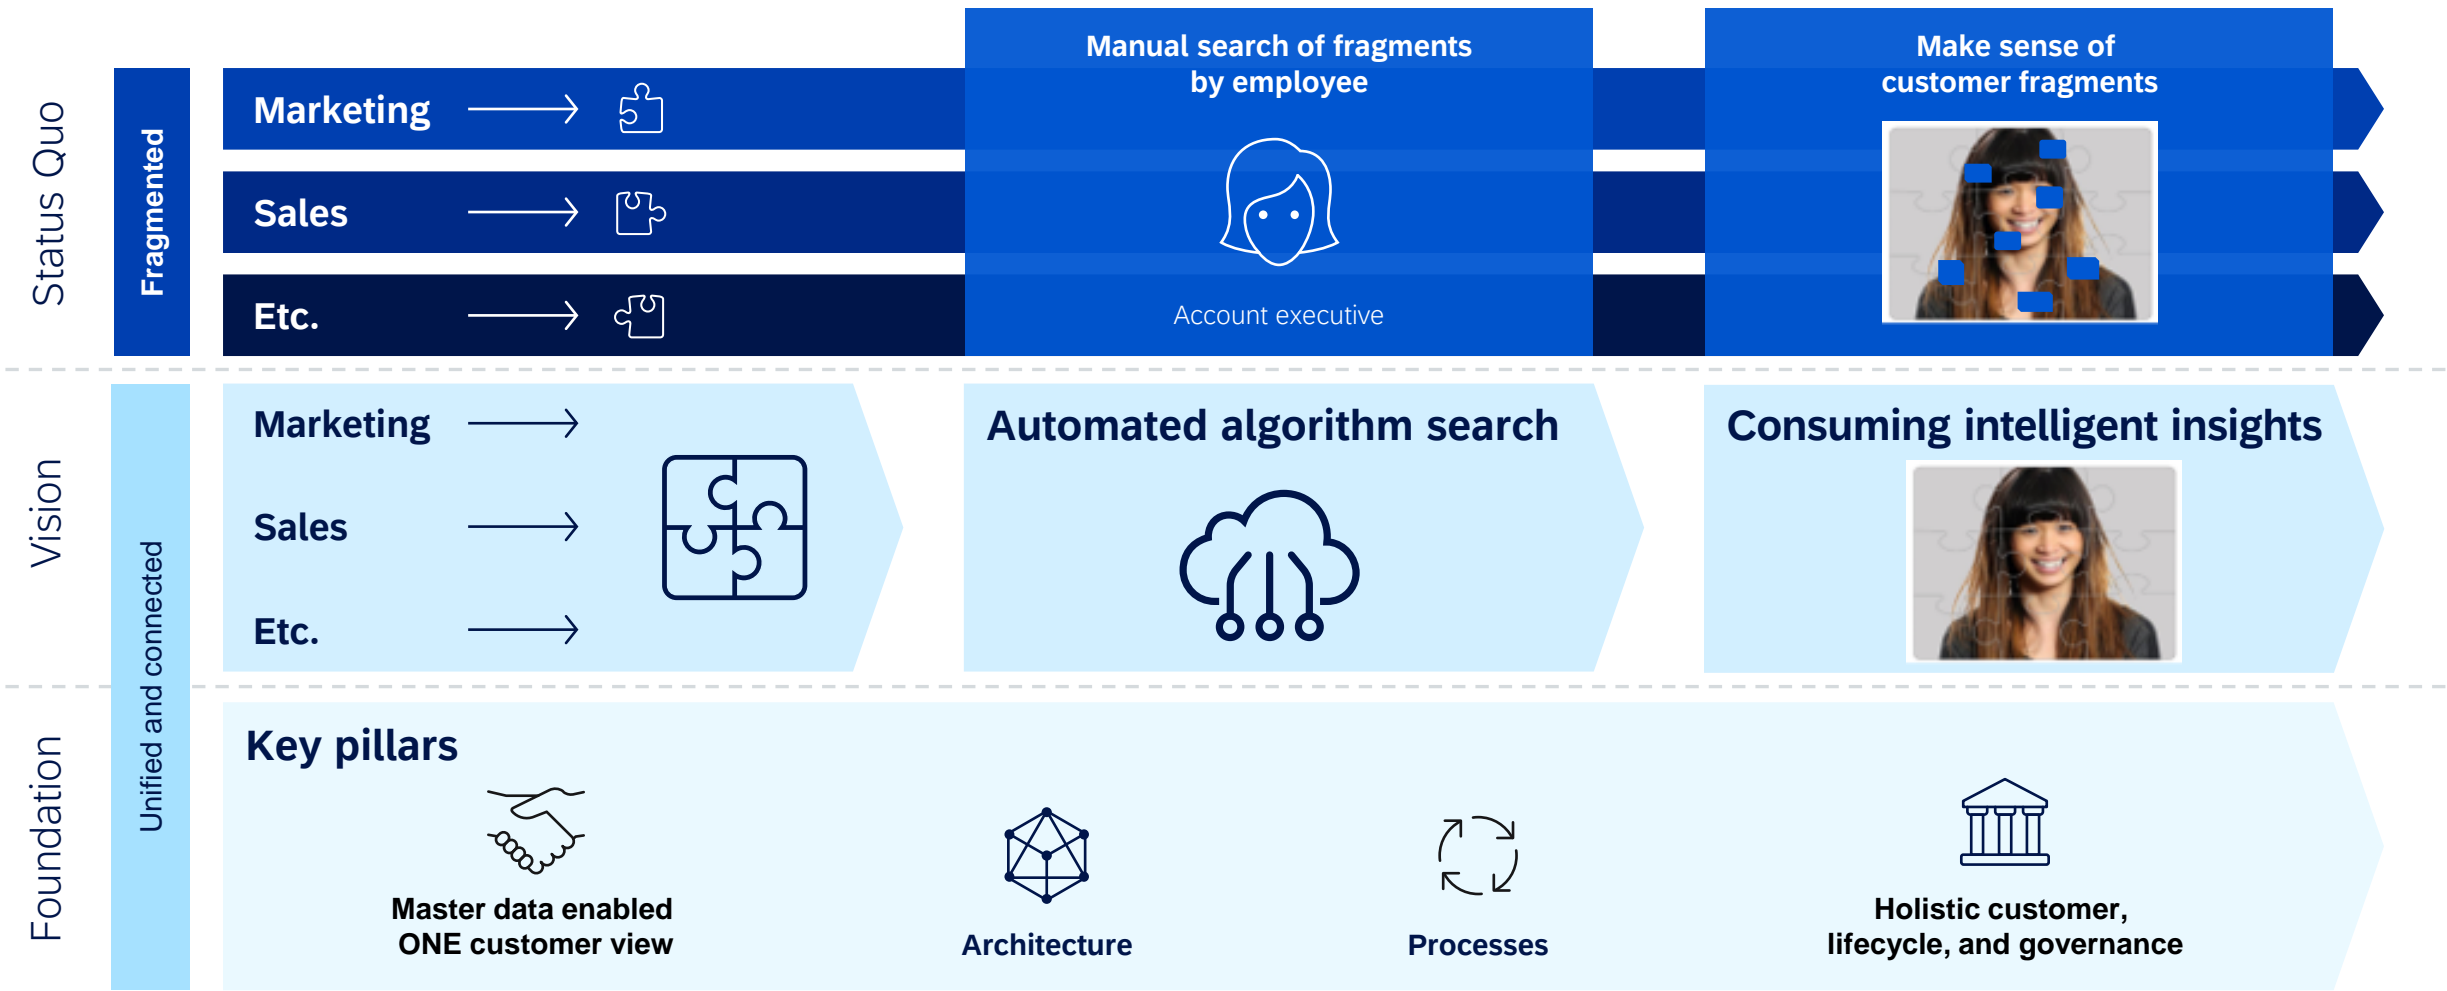 Status Quo
Fragmented
Marketing
Sales
Etc.
Manual search of fragments
by employee
Account executive
Make sense of
customer fragments
Vision
Unified and connected
Marketing
Sales
Etc.
Automated algorithm search
Consuming intelligent insights
Foundation
Key pillars
Master data enabled
ONE customer view
Architecture
Processes
Holistic customer,
lifecycle, and governance